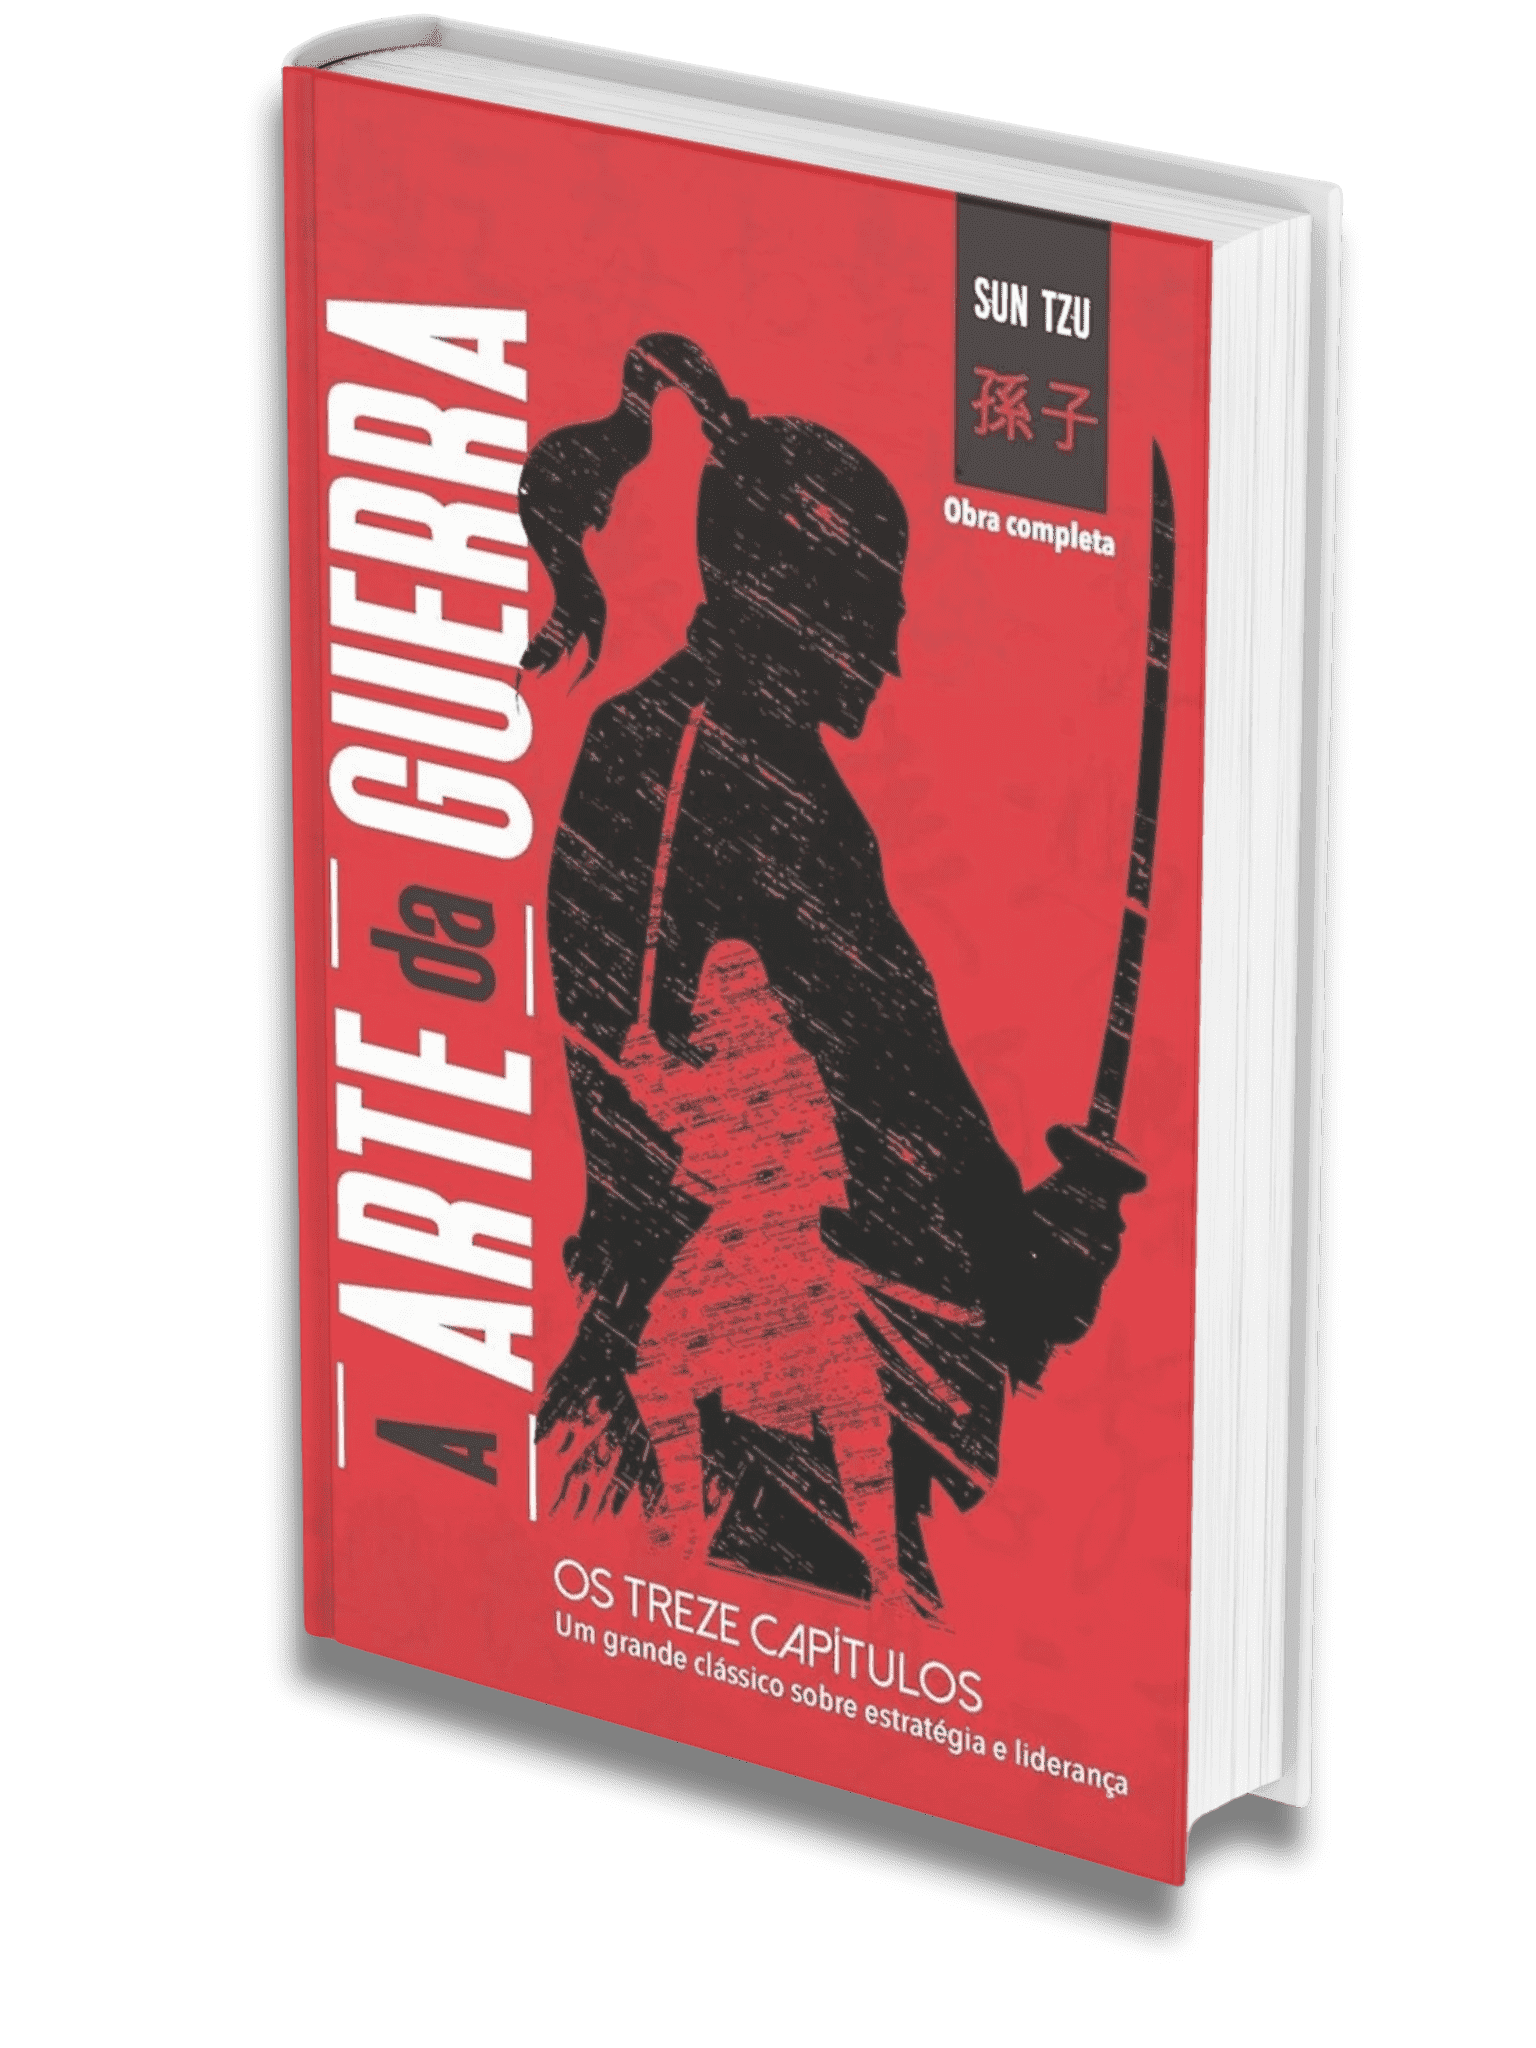 SUN TZU
孫子
Obra completa
A ARTE da GUERRA
OS TREZE CAPÍTULOS
Um grande clássico sobre estratégia e liderança